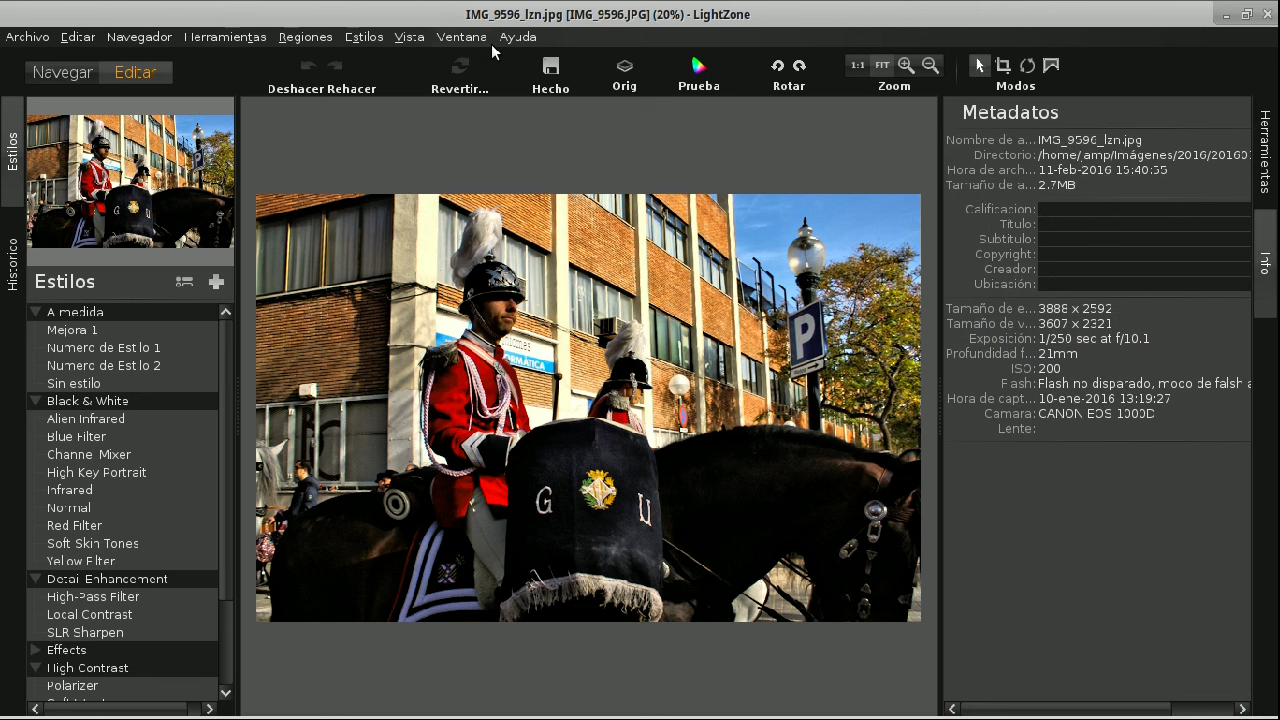 IMG_9596_lzn.jpg [IMG_9596.JPG] (20%) - LightZone
Archivo Editar Navegador Herramientas Regiones Estilos Vista Ventana Ayuda
Navegar Editar
Deshacer Rehacer Revertir... Hecho Orig Prueba Rotar 1:1 FIT Zoom Modos
Estilos
Historico
Estilos
A medida
Mejora 1
Numero de Estilo 1
Numero de Estilo 2
Sin estilo
Black & White
Alien Infrared
Blue Filter
Channel Mixer
High Key Portrait
Infrared
Normal
Red Filter
Soft Skin Tones
Yellow Filter
Detail Enhancement
High-Pass Filter
Local Contrast
SLR Sharpen
Effects
High Contrast
Polarizer
P
ORMÁTICA
G U
Metadatos
Nombre de a... IMG_9596_lzn.jpg
Directorio: /home/jamp/Imágenes/2016/20160
Hora de arch... 11-feb-2016 15:40:55
Tamaño de a... 2.7MB
Calificacion:
Titulo:
Subtitulo:
Copyright:
Creador:
Ubicación:
Tamaño de e... 3888 x 2592
Tamaño de v... 3607 x 2321
Exposición: 1/250 sec at f/10.1
Profundidad f... 21mm
ISO: 200
Flash: Flash no disparado, moco de falsh a
Hora de capt... 10-ene-2016 13:19:27
Camara: CANON EOS 1000D
Lente:
Herramientas
Info